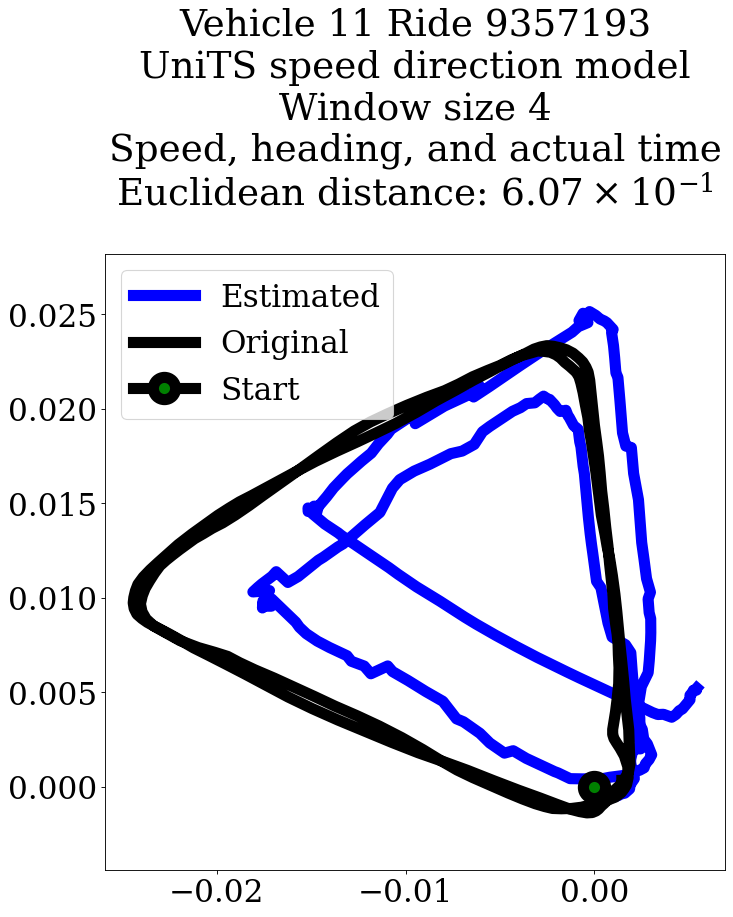 Vehicle 11 Ride 9357193
UniTS speed direction model
Window size 4
Speed, heading, and actual time
Euclidean distance: 6.07 × 10⁻¹
Estimated
Original
Start
0.025
0.020
0.015
0.010
0.005
0.000
−0.02
−0.01
0.00